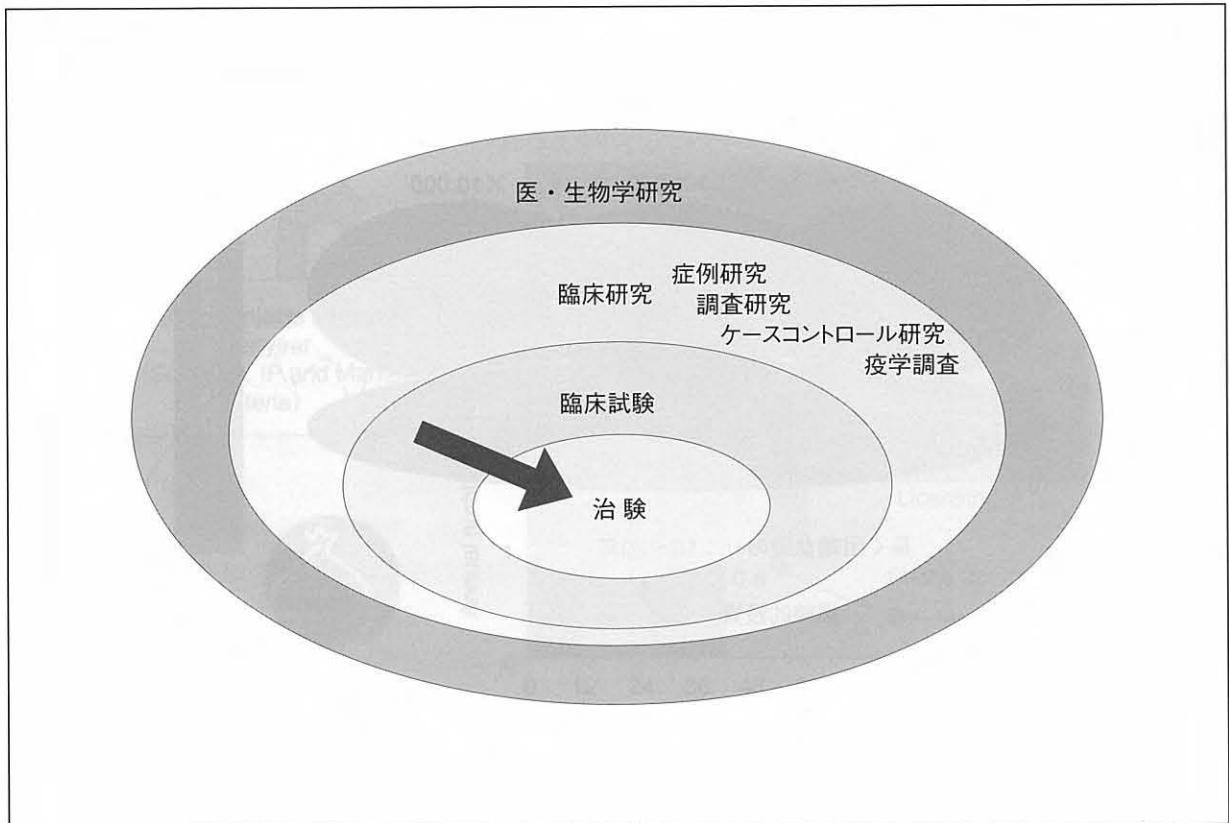 医・生物学研究
臨床研究
症例研究
調査研究
ケースコントロール研究
疫学調査
臨床試験
治験